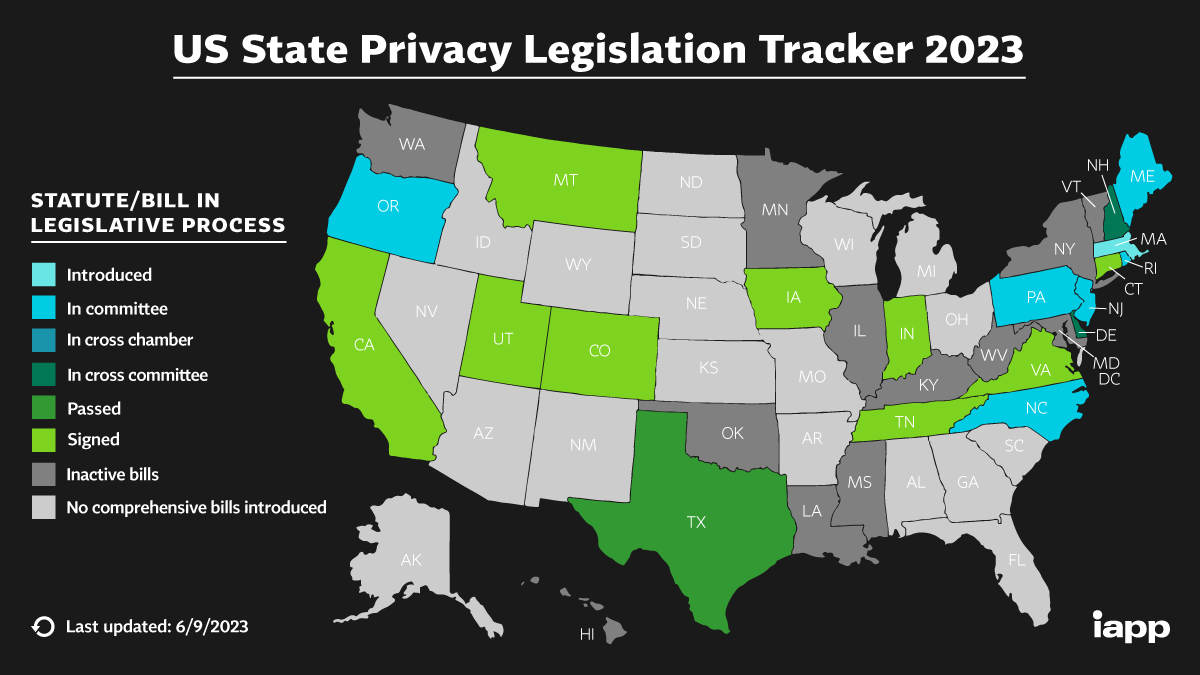 US State Privacy Legislation Tracker 2023
STATUTE/BILL IN
LEGISLATIVE PROCESS
Introduced
In committee
In cross chamber
In cross committee
Passed
Signed
Inactive bills
No comprehensive bills introduced
Last updated: 6/9/2023
WA
OR
CA
ID
NV
MT
WY
UT
CO
AZ
NM
ND
SD
NE
KS
OK
TX
MN
IA
MO
AR
LA
WI
IL
MI
IN
OH
KY
TN
MS
AL
GA
FL
SC
NC
VA
WV
PA
NY
VT
NH
ME
MA
RI
CT
NJ
DE
MD
DC
AK
HI
iapp